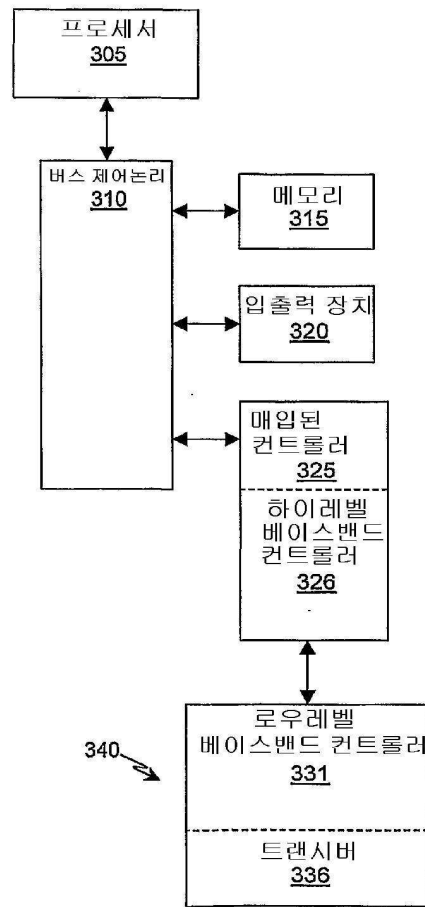 프로세서
305
버스 제어논리
310
메모리
315
입출력 장치
320
매입된
컨트롤러
325
하이레벨
베이스밴드
컨트롤러
326
340
로우레벨
베이스밴드 컨트롤러
331
트랜시버
336